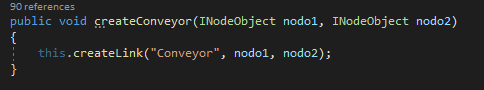 90 references
public void createConveyor(INodeObject nodo1, INodeObject nodo2)
{
this.createLink("Conveyor", nodo1, nodo2);
}